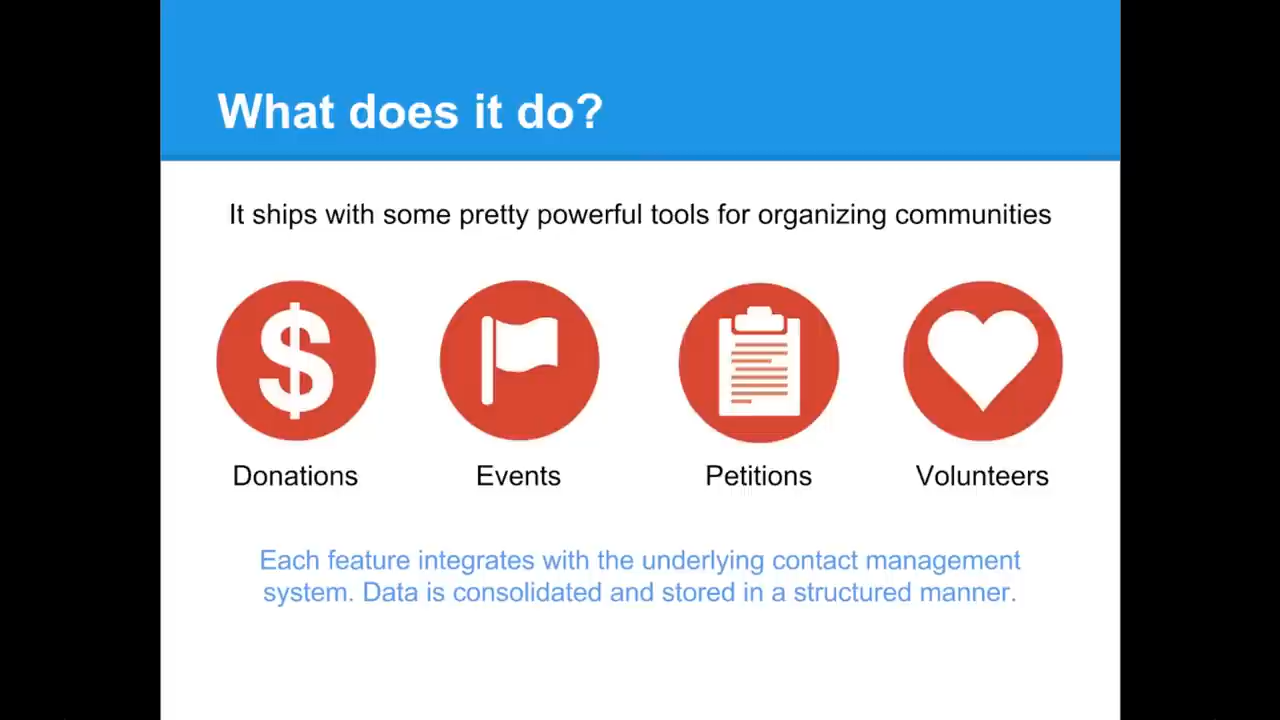 What does it do?
It ships with some pretty powerful tools for organizing communities
$
Donations
Events
Petitions
Volunteers
Each feature integrates with the underlying contact management
system. Data is consolidated and stored in a structured manner.